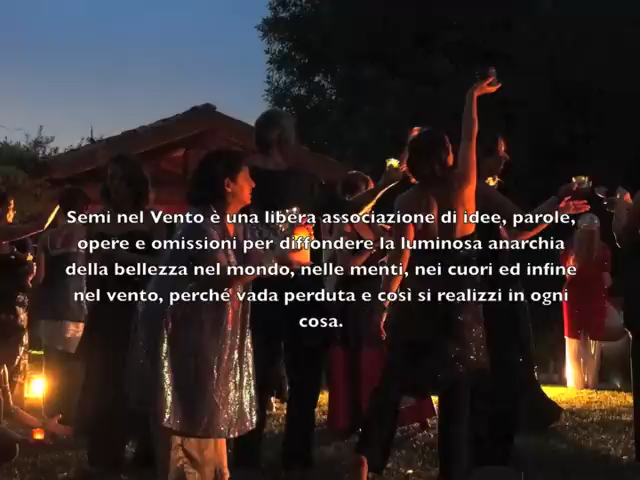 Semi nel Vento è una libera associazione di idee, parole,
opere e omissioni per diffondere la luminosa anarchia
della bellezza nel mondo, nelle menti, nei cuori ed infine
nel vento, perché vada perduta e così si realizzi in ogni
cosa.